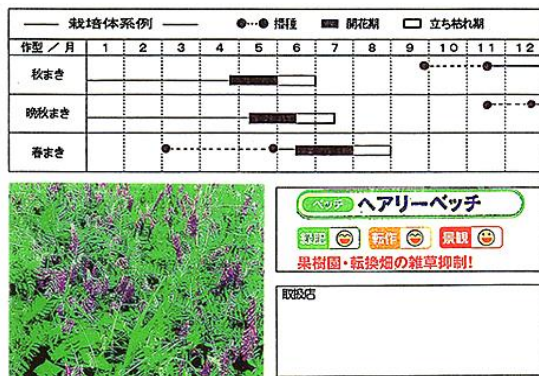 栽培体系例 播種 開花期 立ち枯れ期
作型 / 月 1 2 3 4 5 6 7 8 9 10 11 12
秋まき
晩秋まき
春まき
ベッチ ヘアリーベッチ
緑肥 転作 景観
果樹園・転換畑の雑草抑制!
取扱店